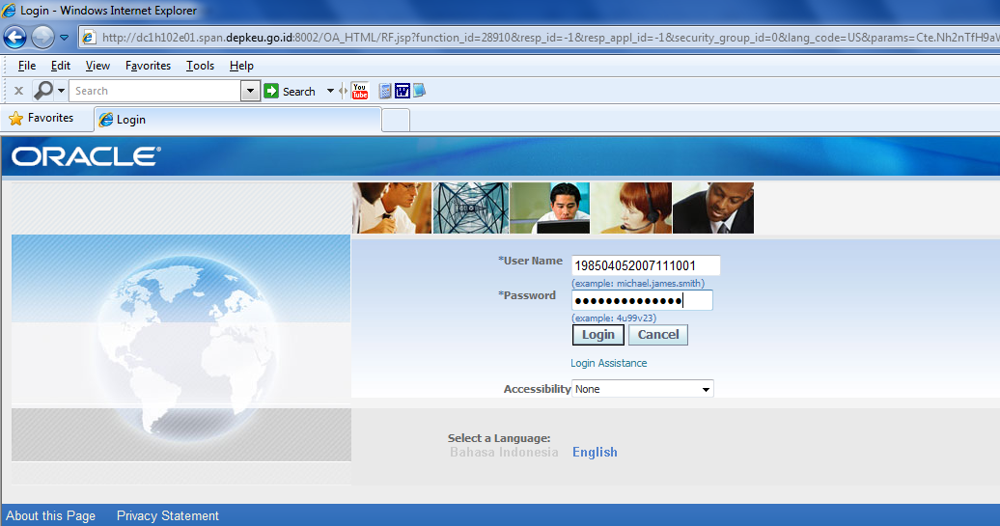 Login - Windows Internet Explorer
http://dc1h102e01.span.depkeu.go.id:8002/OA_HTML/RF.jsp?function_id=28910&resp_id=-1&resp_appl_id=-1&security_group_id=0&lang_code=US&params=Cte.Nh2nTfH9aV
File Edit View Favorites Tools Help
Search Search You Tube W
Favorites Login
ORACLE®
*User Name 198504052007111001
(example: michael.james.smith)
*Password ●●●●●●●●●●●●●●
(example: 4u99v23)
Login Cancel
Login Assistance
Accessibility None
Select a Language:
Bahasa Indonesia English
About this Page Privacy Statement